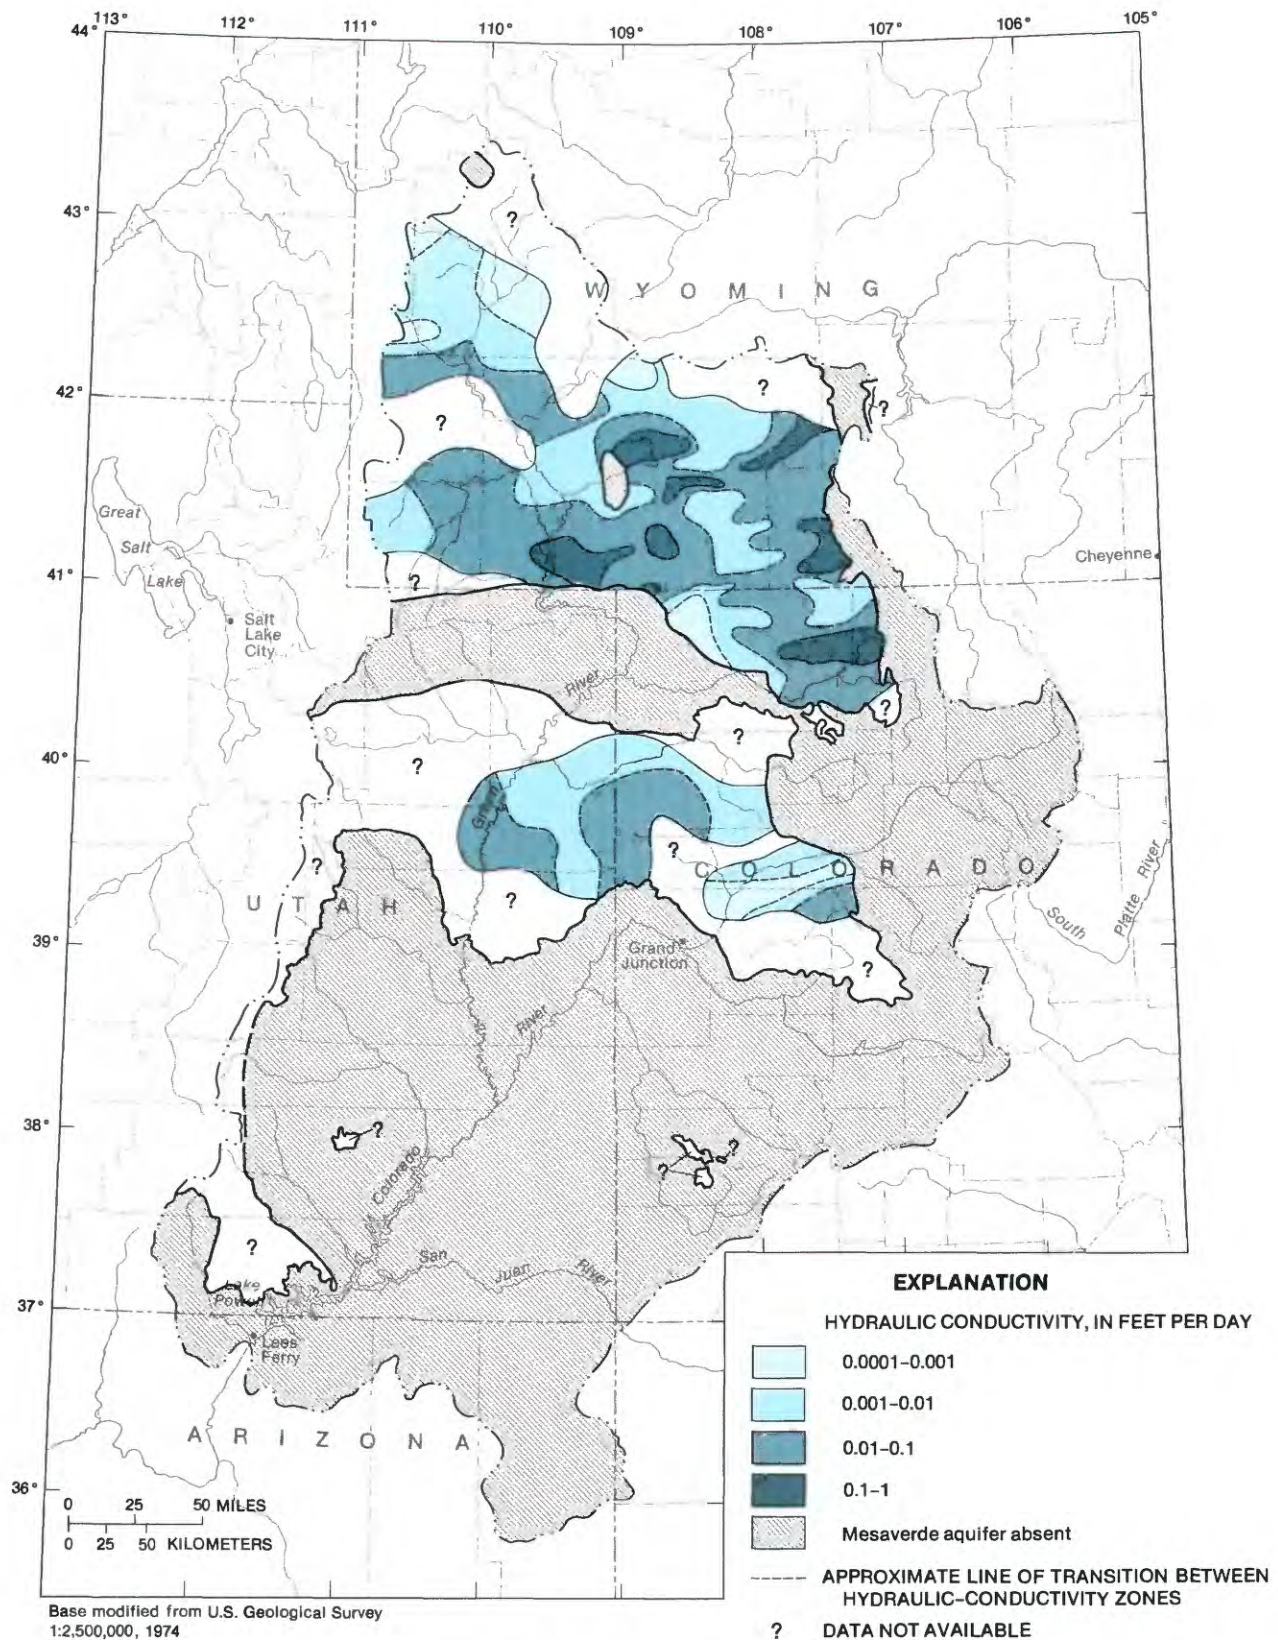 113° 112° 111° 110° 109° 108° 107° 106° 105°
44°
43°
?
WYOMING
?
42°
?
?
Great
Salt
Lake
Cheyenne
41°
?
Salt
Lake
City
River
?
?
?
40°
?
Green
?
?
COLORADO
UTAH
?
South
Platte River
39°
Grand
Junction
?
River
38°
?
?
?
Colorado
?
San
Juan
River
Lake
Powell
37°
Lees
Ferry
ARIZONA
36°
0 25 50 MILES
0 25 50 KILOMETERS
EXPLANATION
HYDRAULIC CONDUCTIVITY, IN FEET PER DAY
0.0001–0.001
0.001–0.01
0.01–0.1
0.1–1
Mesaverde aquifer absent
APPROXIMATE LINE OF TRANSITION BETWEEN
HYDRAULIC-CONDUCTIVITY ZONES
? DATA NOT AVAILABLE
Base modified from U.S. Geological Survey
1:2,500,000, 1974